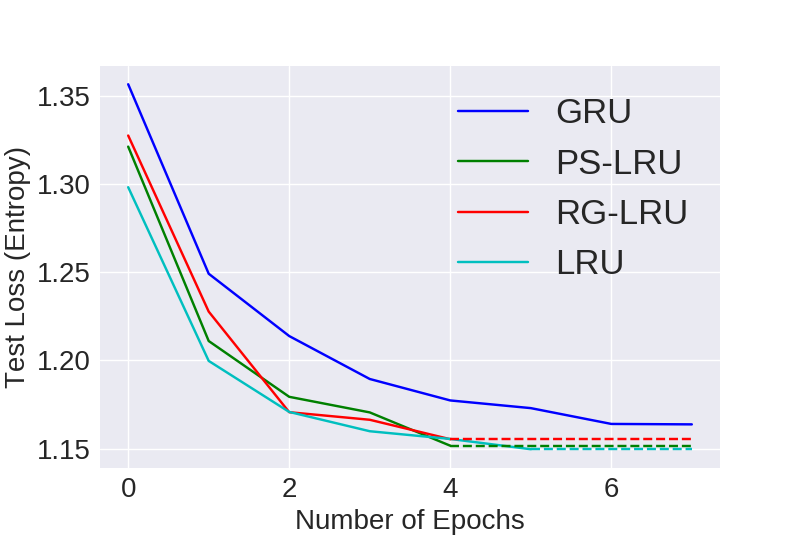 1.35
1.30
1.25
1.20
1.15
Test Loss (Entropy)
GRU
PS-LRU
RG-LRU
LRU
0 2 4 6
Number of Epochs